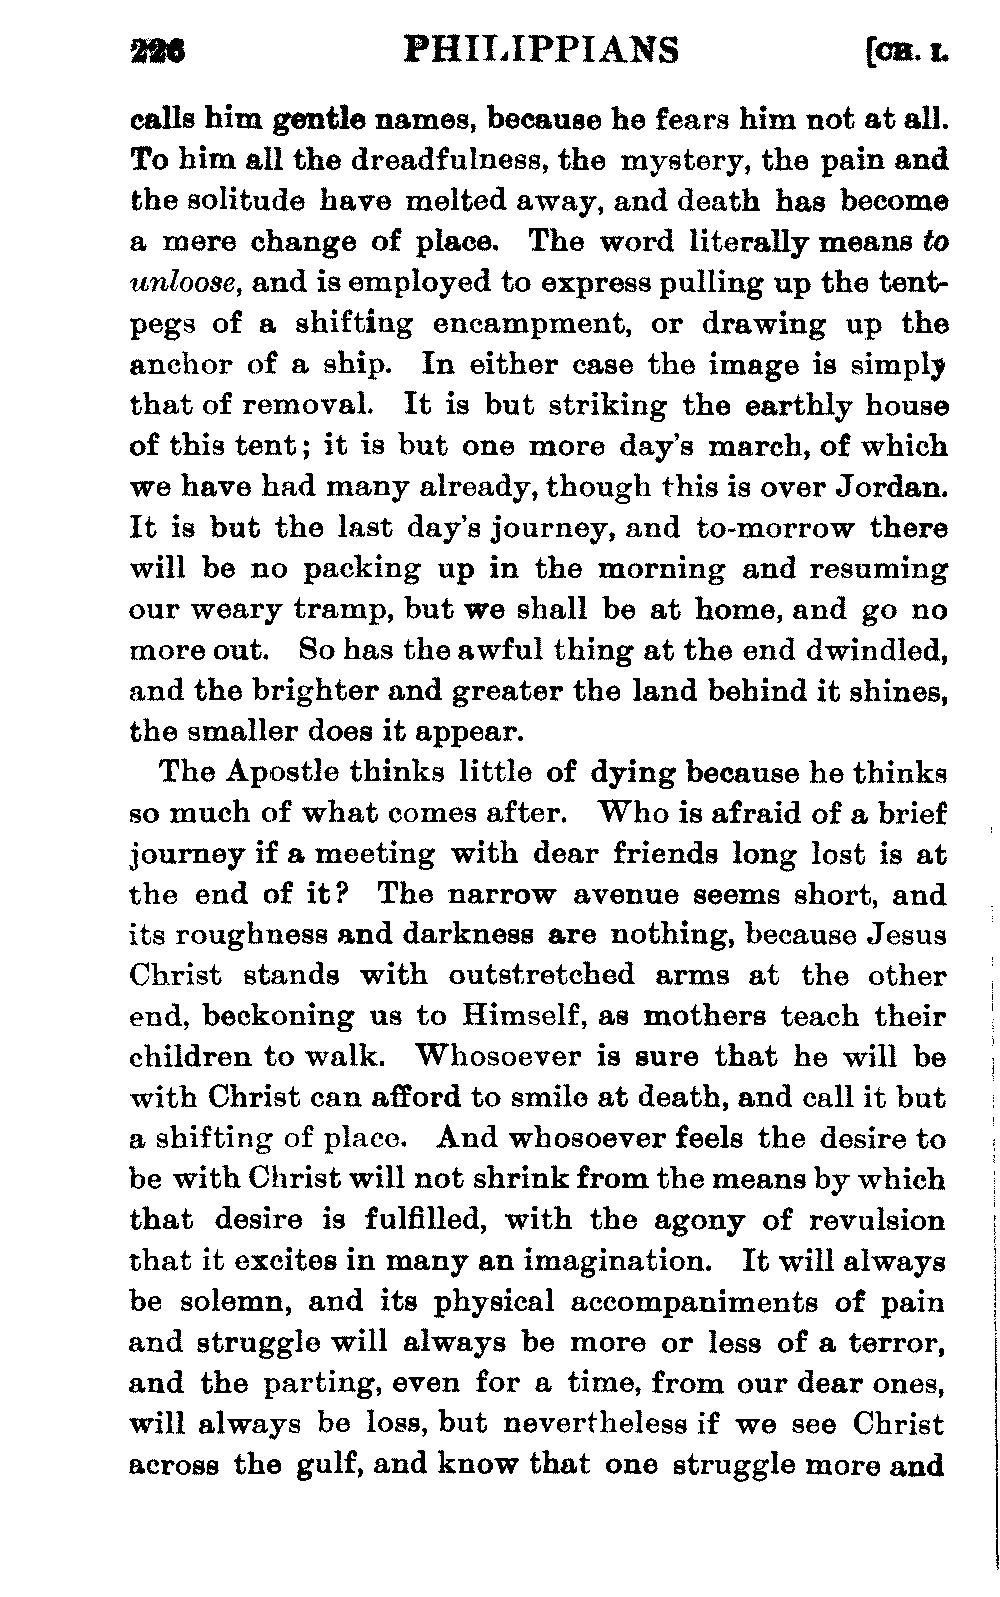 226 PHILIPPIANS [CH. I.
calls him gentle names, because he fears him not at all.
To him all the dreadfulness, the mystery, the pain and
the solitude have melted away, and death has become
a mere change of place. The word literally means to
unloose, and is employed to express pulling up the tent-
pegs of a shifting encampment, or drawing up the
anchor of a ship. In either case the image is simply
that of removal. It is but striking the earthly house
of this tent; it is but one more day's march, of which
we have had many already, though this is over Jordan.
It is but the last day's journey, and to-morrow there
will be no packing up in the morning and resuming
our weary tramp, but we shall be at home, and go no
more out. So has the awful thing at the end dwindled,
and the brighter and greater the land behind it shines,
the smaller does it appear.
The Apostle thinks little of dying because he thinks
so much of what comes after. Who is afraid of a brief
journey if a meeting with dear friends long lost is at
the end of it? The narrow avenue seems short, and
its roughness and darkness are nothing, because Jesus
Christ stands with outstretched arms at the other
end, beckoning us to Himself, as mothers teach their
children to walk. Whosoever is sure that he will be
with Christ can afford to smile at death, and call it but
a shifting of place. And whosoever feels the desire to
be with Christ will not shrink from the means by which
that desire is fulfilled, with the agony of revulsion
that it excites in many an imagination. It will always
be solemn, and its physical accompaniments of pain
and struggle will always be more or less of a terror,
and the parting, even for a time, from our dear ones,
will always be loss, but nevertheless if we see Christ
across the gulf, and know that one struggle more and